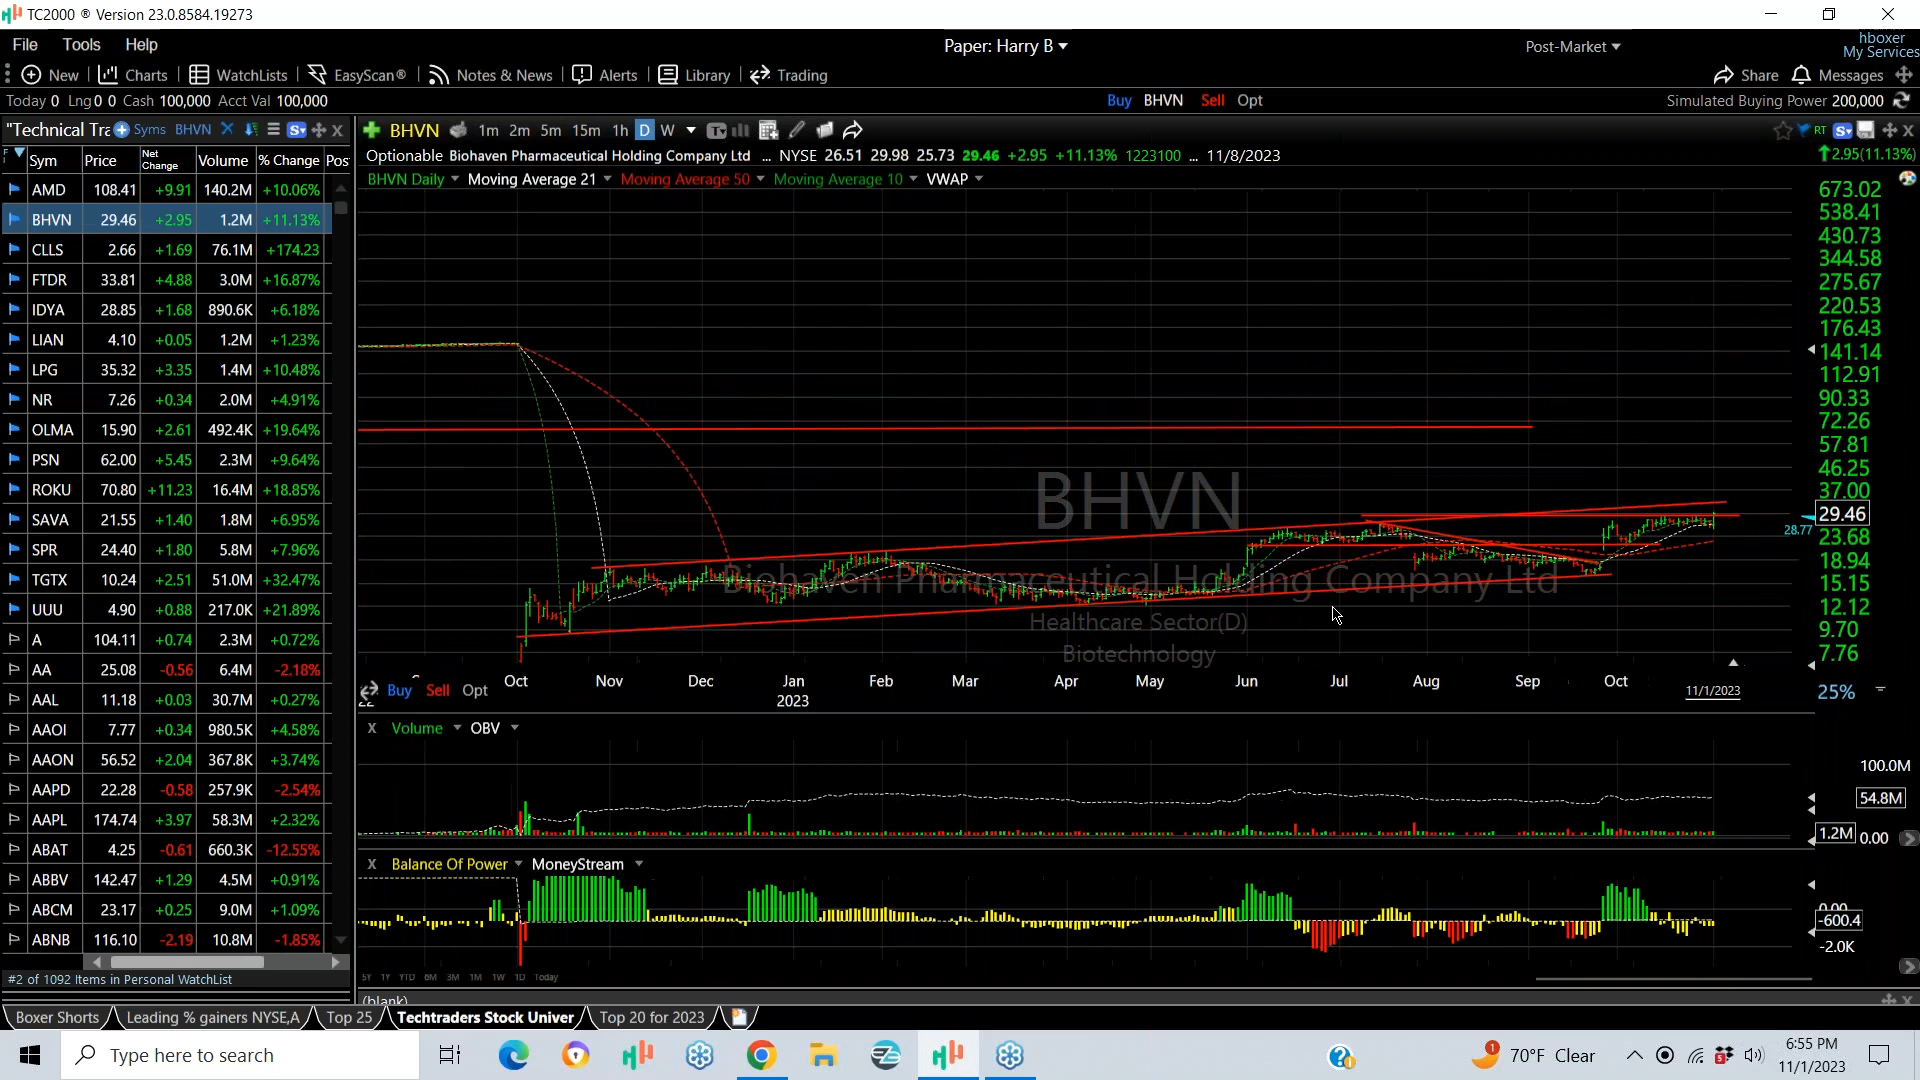 TC2000 ® Version 23.0.8584.19273
File Tools Help Paper: Harry B Post-Market hboxer
My Services
New Charts WatchLists EasyScan® Notes & News Alerts Library Trading Share Messages
Today 0 Lng 0 0 Cash 100,000 Acct Val 100,000 Buy BHVN Sell Opt Simulated Buying Power 200,000
"Technical Tra Syms BHVN
Sym Price Net Change Volume % Change Pos
AMD 108.41 +9.91 140.2M +10.06%
BHVN 29.46 +2.95 1.2M +11.13%
CLLS 2.66 +1.69 76.1M +174.23
FTDR 33.81 +4.88 3.0M +16.87%
IDYA 28.85 +1.68 890.6K +6.18%
LIAN 4.10 +0.05 1.2M +1.23%
LPG 35.32 +3.35 1.4M +10.48%
NR 7.26 +0.34 2.0M +4.91%
OLMA 15.90 +2.61 492.4K +19.64%
PSN 62.00 +5.45 2.3M +9.64%
ROKU 70.80 +11.23 16.4M +18.85%
SAVA 21.55 +1.40 1.8M +6.95%
SPR 24.40 +1.80 5.8M +7.96%
TGTX 10.24 +2.51 51.0M +32.47%
UUU 4.90 +0.88 217.0K +21.89%
A 104.11 +0.74 2.3M +0.72%
AA 25.08 -0.56 6.4M -2.18%
AAL 11.18 +0.03 30.7M +0.27%
AAOI 7.77 +0.34 980.5K +4.58%
AAON 56.52 +2.04 367.8K +3.74%
AAPD 22.28 -0.58 257.9K -2.54%
AAPL 174.74 +3.97 58.3M +2.32%
ABAT 4.25 -0.61 660.3K -12.55%
ABBV 142.47 +1.29 4.5M +0.91%
ABCM 23.17 +0.25 9.0M +1.09%
ABNB 116.10 -2.19 10.8M -1.85%
#2 of 1092 Items in Personal WatchList
BHVN 1m 2m 5m 15m 1h D W RT
Optionable Biohaven Pharmaceutical Holding Company Ltd ... NYSE 26.51 29.98 25.73 29.46 +2.95 +11.13% 1223100 ... 11/8/2023 2.95(11.13%)
BHVN Daily Moving Average 21 Moving Average 50 Moving Average 10 VWAP
673.02
538.41
430.73
344.58
275.67
220.53
176.43
141.14
112.91
90.33
72.26
57.81
46.25
37.00
29.46
28.77
23.68
18.94
15.15
12.12
9.70
7.76
25%
BHVN
Biohaven Pharmaceutical Holding Company Ltd
Healthcare Sector(D)
Biotechnology
Oct Nov Dec Jan Feb Mar Apr May Jun Jul Aug Sep Oct 11/1/2023
22 2023
Buy Sell Opt
X Volume OBV
100.0M
54.8M
1.2M 0.00
X Balance Of Power MoneyStream
0.00
-600.4
-2.0K
5Y 1Y YTD 6M 3M 1M 1W 1D Today
(blank)
Boxer Shorts Leading % gainers NYSE,A Top 25 Techtraders Stock Univer Top 20 for 2023
Type here to search 1 70°F Clear 6:55 PM
11/1/2023